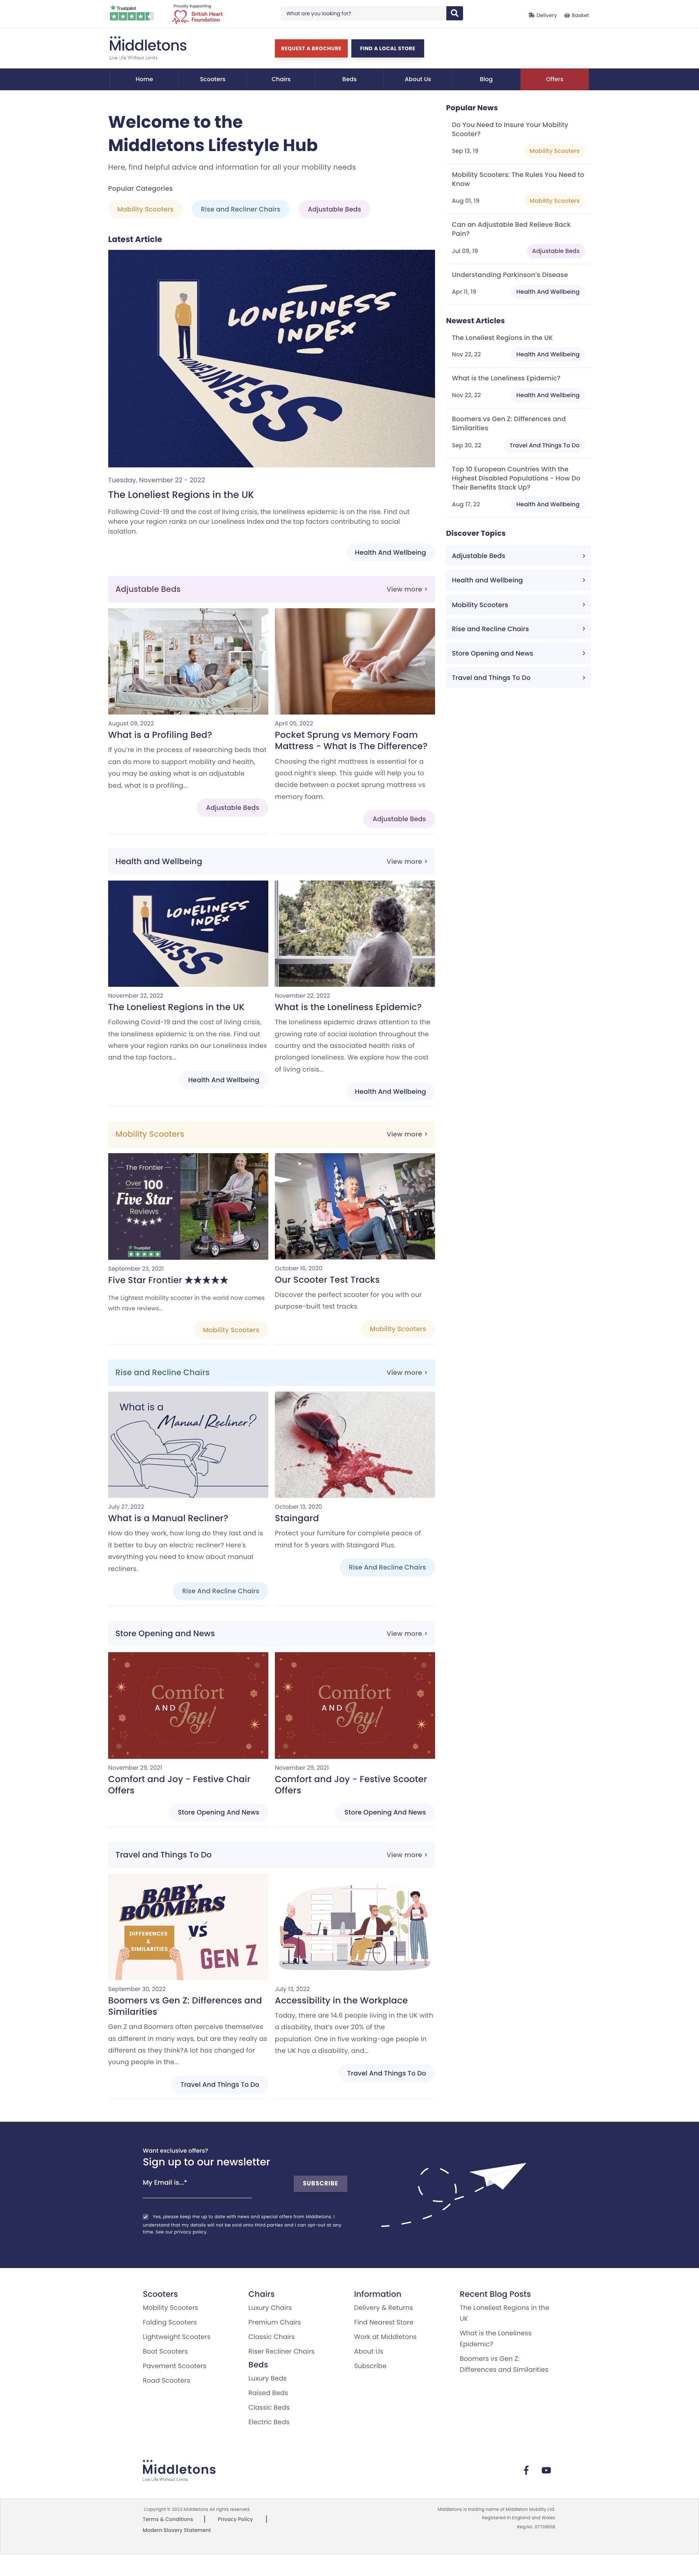 Trustpilot
Proudly Supporting
British Heart
Foundation
What are you looking for?
Delivery
Basket
Middletons
Live Life Without Limits
REQUEST A BROCHURE
FIND A LOCAL STORE
Home
Scooters
Chairs
Beds
About Us
Blog
Offers
Welcome to the
Middletons Lifestyle Hub
Here, find helpful advice and information for all your mobility needs
Popular Categories
Mobility Scooters
Rise and Recliner Chairs
Adjustable Beds
Latest Article
LONELINESS
INDEX
LONELINESS
Tuesday, November 22 - 2022
The Loneliest Regions in the UK
Following Covid-19 and the cost of living crisis, the loneliness epidemic is on the rise. Find out
where your region ranks on our Loneliness Index and the top factors contributing to social
isolation.
Health And Wellbeing
Popular News
Do You Need to Insure Your Mobility
Scooter?
Sep 13, 19
Mobility Scooters
Mobility Scooters: The Rules You Need to
Know
Aug 01, 19
Mobility Scooters
Can an Adjustable Bed Relieve Back
Pain?
Jul 09, 19
Adjustable Beds
Understanding Parkinson's Disease
Apr 11, 19
Health And Wellbeing
Newest Articles
The Loneliest Regions in the UK
Nov 22, 22
Health And Wellbeing
What is the Loneliness Epidemic?
Nov 22, 22
Health And Wellbeing
Boomers vs Gen Z: Differences and
Similarities
Sep 30, 22
Travel And Things To Do
Top 10 European Countries With the
Highest Disabled Populations - How Do
Their Benefits Stack Up?
Aug 17, 22
Health And Wellbeing
Discover Topics
Adjustable Beds >
Health and Wellbeing >
Mobility Scooters >
Rise and Recline Chairs >
Store Opening and News >
Travel and Things To Do >
Adjustable Beds
View more >
August 09, 2022
What is a Profiling Bed?
If you're in the process of researching beds that
can do more to support mobility and health,
you may be asking what is an adjustable
bed, what is a profiling...
Adjustable Beds
April 05, 2022
Pocket Sprung vs Memory Foam
Mattress - What Is The Difference?
Choosing the right mattress is essential for a
good night's sleep. This guide will help you to
decide between a pocket sprung mattress vs
memory foam.
Adjustable Beds
Health and Wellbeing
View more >
LONELINESS
INDEX
November 22, 2022
The Loneliest Regions in the UK
Following Covid-19 and the cost of living crisis,
the loneliness epidemic is on the rise. Find out
where your region ranks on our Loneliness Index
and the top factors...
Health And Wellbeing
November 22, 2022
What is the Loneliness Epidemic?
The loneliness epidemic draws attention to the
growing rate of social isolation throughout the
country and the associated health risks of
prolonged loneliness. We explore how the cost
of living crisis...
Health And Wellbeing
Mobility Scooters
View more >
The Frontier
Over 100
Five Star
Reviews
★★★★★
Trustpilot
September 23, 2021
Five Star Frontier ★★★★★
The Lightest mobility scooter in the world now comes
with rave reviews...
Mobility Scooters
October 16, 2020
Our Scooter Test Tracks
Discover the perfect scooter for you with our
purpose-built test tracks.
Mobility Scooters
Rise and Recline Chairs
View more >
What is a
Manual Recliner?
July 27, 2022
What is a Manual Recliner?
How do they work, how long do they last and is
it better to buy an electric recliner? Here's
everything you need to know about manual
recliners.
Rise And Recline Chairs
October 13, 2020
Staingard
Protect your furniture for complete peace of
mind for 5 years with Staingard Plus.
Rise And Recline Chairs
Store Opening and News
View more >
Comfort
AND
Joy!
November 29, 2021
Comfort and Joy - Festive Chair
Offers
Store Opening And News
Comfort
AND
Joy!
November 29, 2021
Comfort and Joy - Festive Scooter
Offers
Store Opening And News
Travel and Things To Do
View more >
BABY
BOOMERS
DIFFERENCES
&
SIMILARITIES
VS
GEN Z
September 30, 2022
Boomers vs Gen Z: Differences and
Similarities
Gen Z and Boomers often perceive themselves
as different in many ways, but are they really as
different as they think?A lot has changed for
young people in the...
Travel And Things To Do
July 13, 2022
Accessibility in the Workplace
Today, there are 14.6 people living in the UK with
a disability, that's over 20% of the
population. One in five working-age people in
the UK has a disability, and...
Travel And Things To Do
Want exclusive offers?
Sign up to our newsletter
My Email is...*
SUBSCRIBE
Yes, please keep me up to date with news and special offers from Middletons. I
understand that my details will not be sold onto third parties and I can opt-out at any
time. See our privacy policy.
Scooters
Mobility Scooters
Folding Scooters
Lightweight Scooters
Boot Scooters
Pavement Scooters
Road Scooters
Chairs
Luxury Chairs
Premium Chairs
Classic Chairs
Riser Recliner Chairs
Beds
Luxury Beds
Raised Beds
Classic Beds
Electric Beds
Information
Delivery & Returns
Find Nearest Store
Work at Middletons
About Us
Subscribe
Recent Blog Posts
The Loneliest Regions in the
UK
What is the Loneliness
Epidemic?
Boomers vs Gen Z:
Differences and Similarities
Middletons
Live Life Without Limits
Copyright © 2022 Middletons All rights reserved.
Terms & Conditions | Privacy Policy |
Modern Slavery Statement
Middletons is trading name of Middleton Mobility Ltd.
Registered in England and Wales